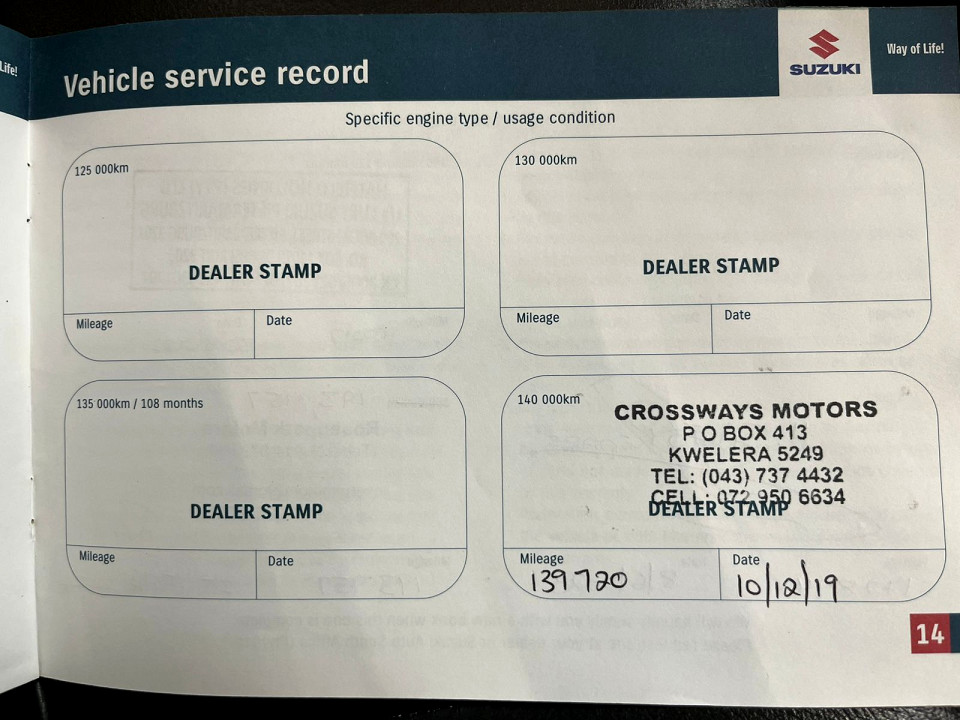 Life!
Vehicle service record
SUZUKI
Way of Life!
Specific engine type / usage condition
125 000km
DEALER STAMP
Mileage
Date
130 000km
DEALER STAMP
Mileage
Date
135 000km / 108 months
DEALER STAMP
Mileage
Date
140 000km
CROSSWAYS MOTORS
P O BOX 413
KWELERA 5249
TEL: (043) 737 4432
CELL: 072 950 6634
DEALER STAMP
Mileage
139 720
Date
10/12/19
14